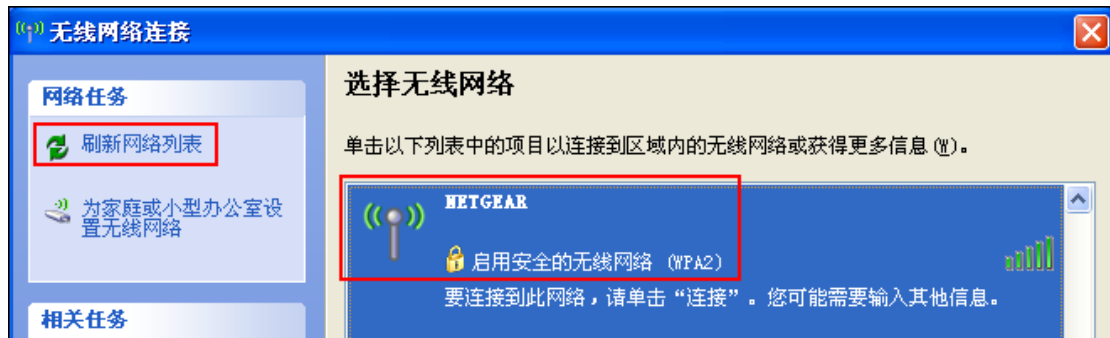 无线网络连接
网络任务
刷新网络列表
为家庭或小型办公室设
置无线网络
相关任务
选择无线网络
单击以下列表中的项目以连接到区域内的无线网络或获得更多信息(W)。
NETGEAR
启用安全的无线网络 (WPA2)
要连接到此网络，请单击“连接”。您可能需要输入其他信息。